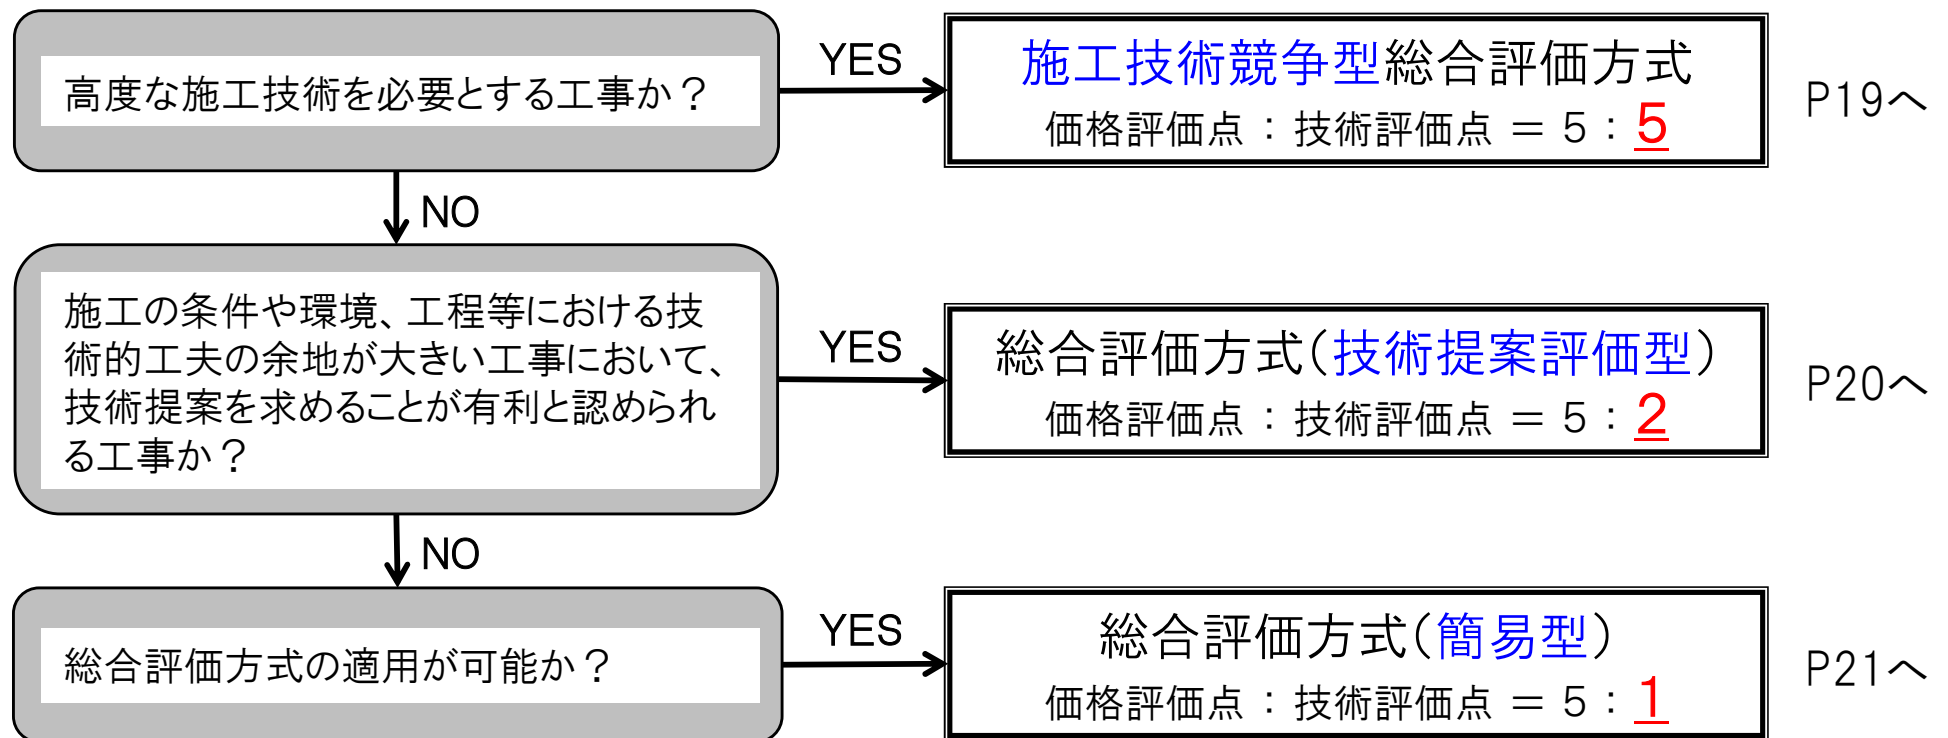 高度な施工技術を必要とする工事か？
YES
施工技術競争型総合評価方式
価格評価点：技術評価点 ＝ 5：5
P19へ
NO
施工の条件や環境、工程等における技
術的工夫の余地が大きい工事において、
技術提案を求めることが有利と認められ
る工事か？
YES
総合評価方式（技術提案評価型）
価格評価点：技術評価点 ＝ 5：2
P20へ
NO
総合評価方式の適用が可能か？
YES
総合評価方式（簡易型）
価格評価点：技術評価点 ＝ 5：1
P21へ